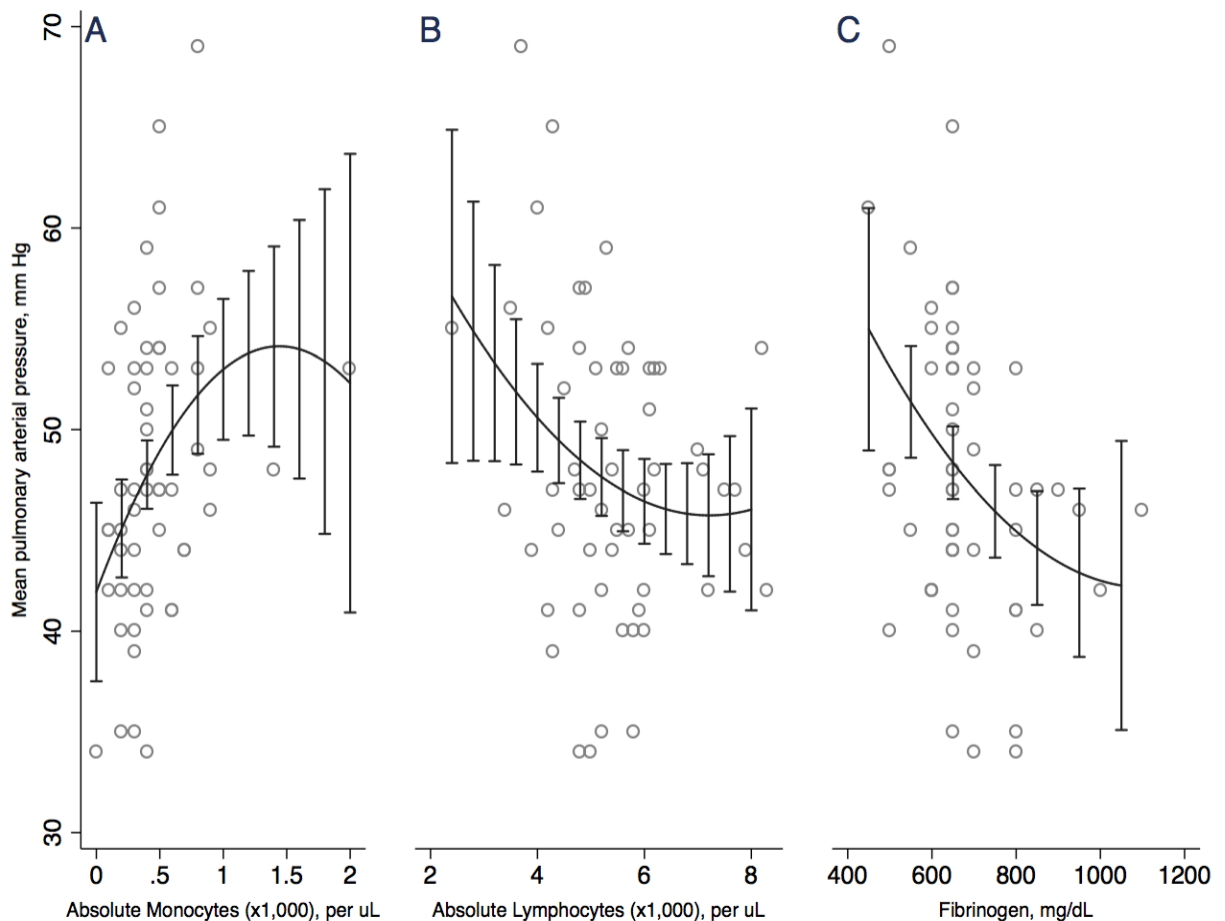 A
B
C
Mean pulmonary arterial pressure, mm Hg
70
60
50
40
30
0 .5 1 1.5 2
2 4 6 8
400 600 800 1000 1200
Absolute Monocytes (x1,000), per uL
Absolute Lymphocytes (x1,000), per uL
Fibrinogen, mg/dL